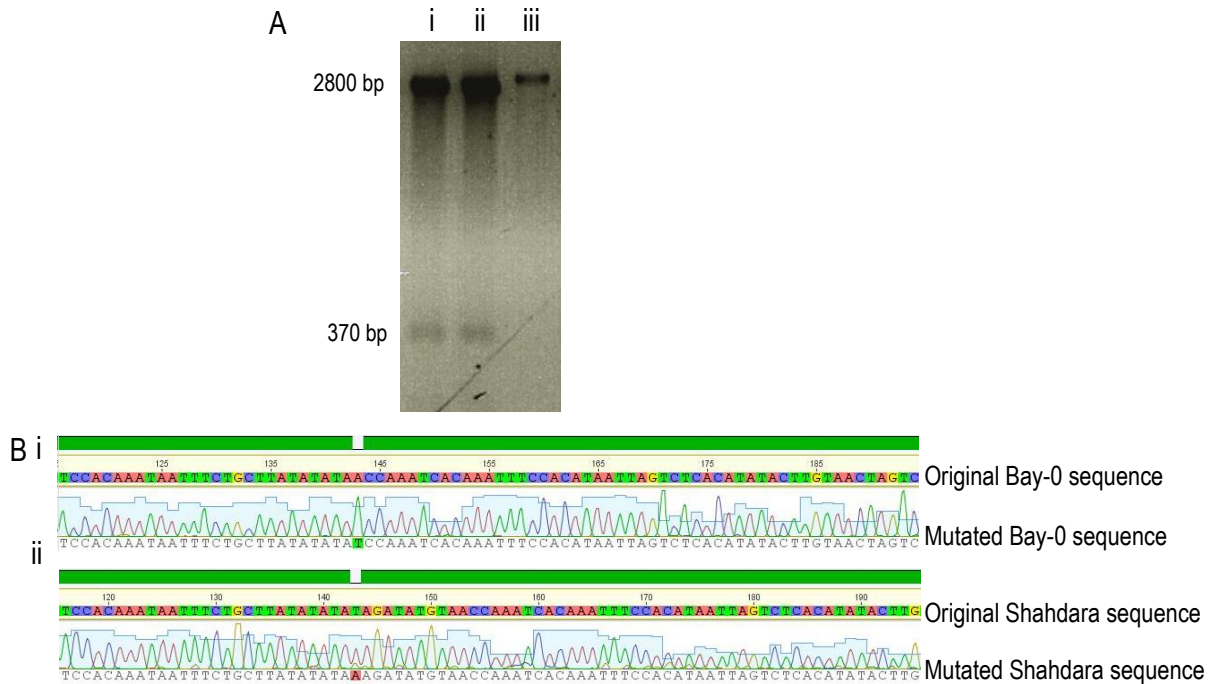 A
i ii iii
2800 bp
370 bp
B i
125 135 145 155 165 175 185
TCCACAAATAATTTCTGCTTATATATAACCAAATCACAAATTTCCACATAATTAGTCTCACATATACTTGTAACTAGTC Original Bay-0 sequence
TCCACAAATAATTTCTGCTTATATATATCCAAATCACAAATTTCCACATAATTAGTCTCACATATACTTGTAACTAGTC Mutated Bay-0 sequence
ii
120 130 140 150 160 170 180 190
TCCACAAATAATTTCTGCTTATATATATAGATATGTAACCAAATCACAAATTTCCACATAATTAGTCTCACATATACTTG Original Shahdara sequence
TCCACAAATAATTTCTGCTTATATATAAAGATATGTAACCAAATCACAAATTTCCACATAATTAGTCTCACATATACTTG Mutated Shahdara sequence